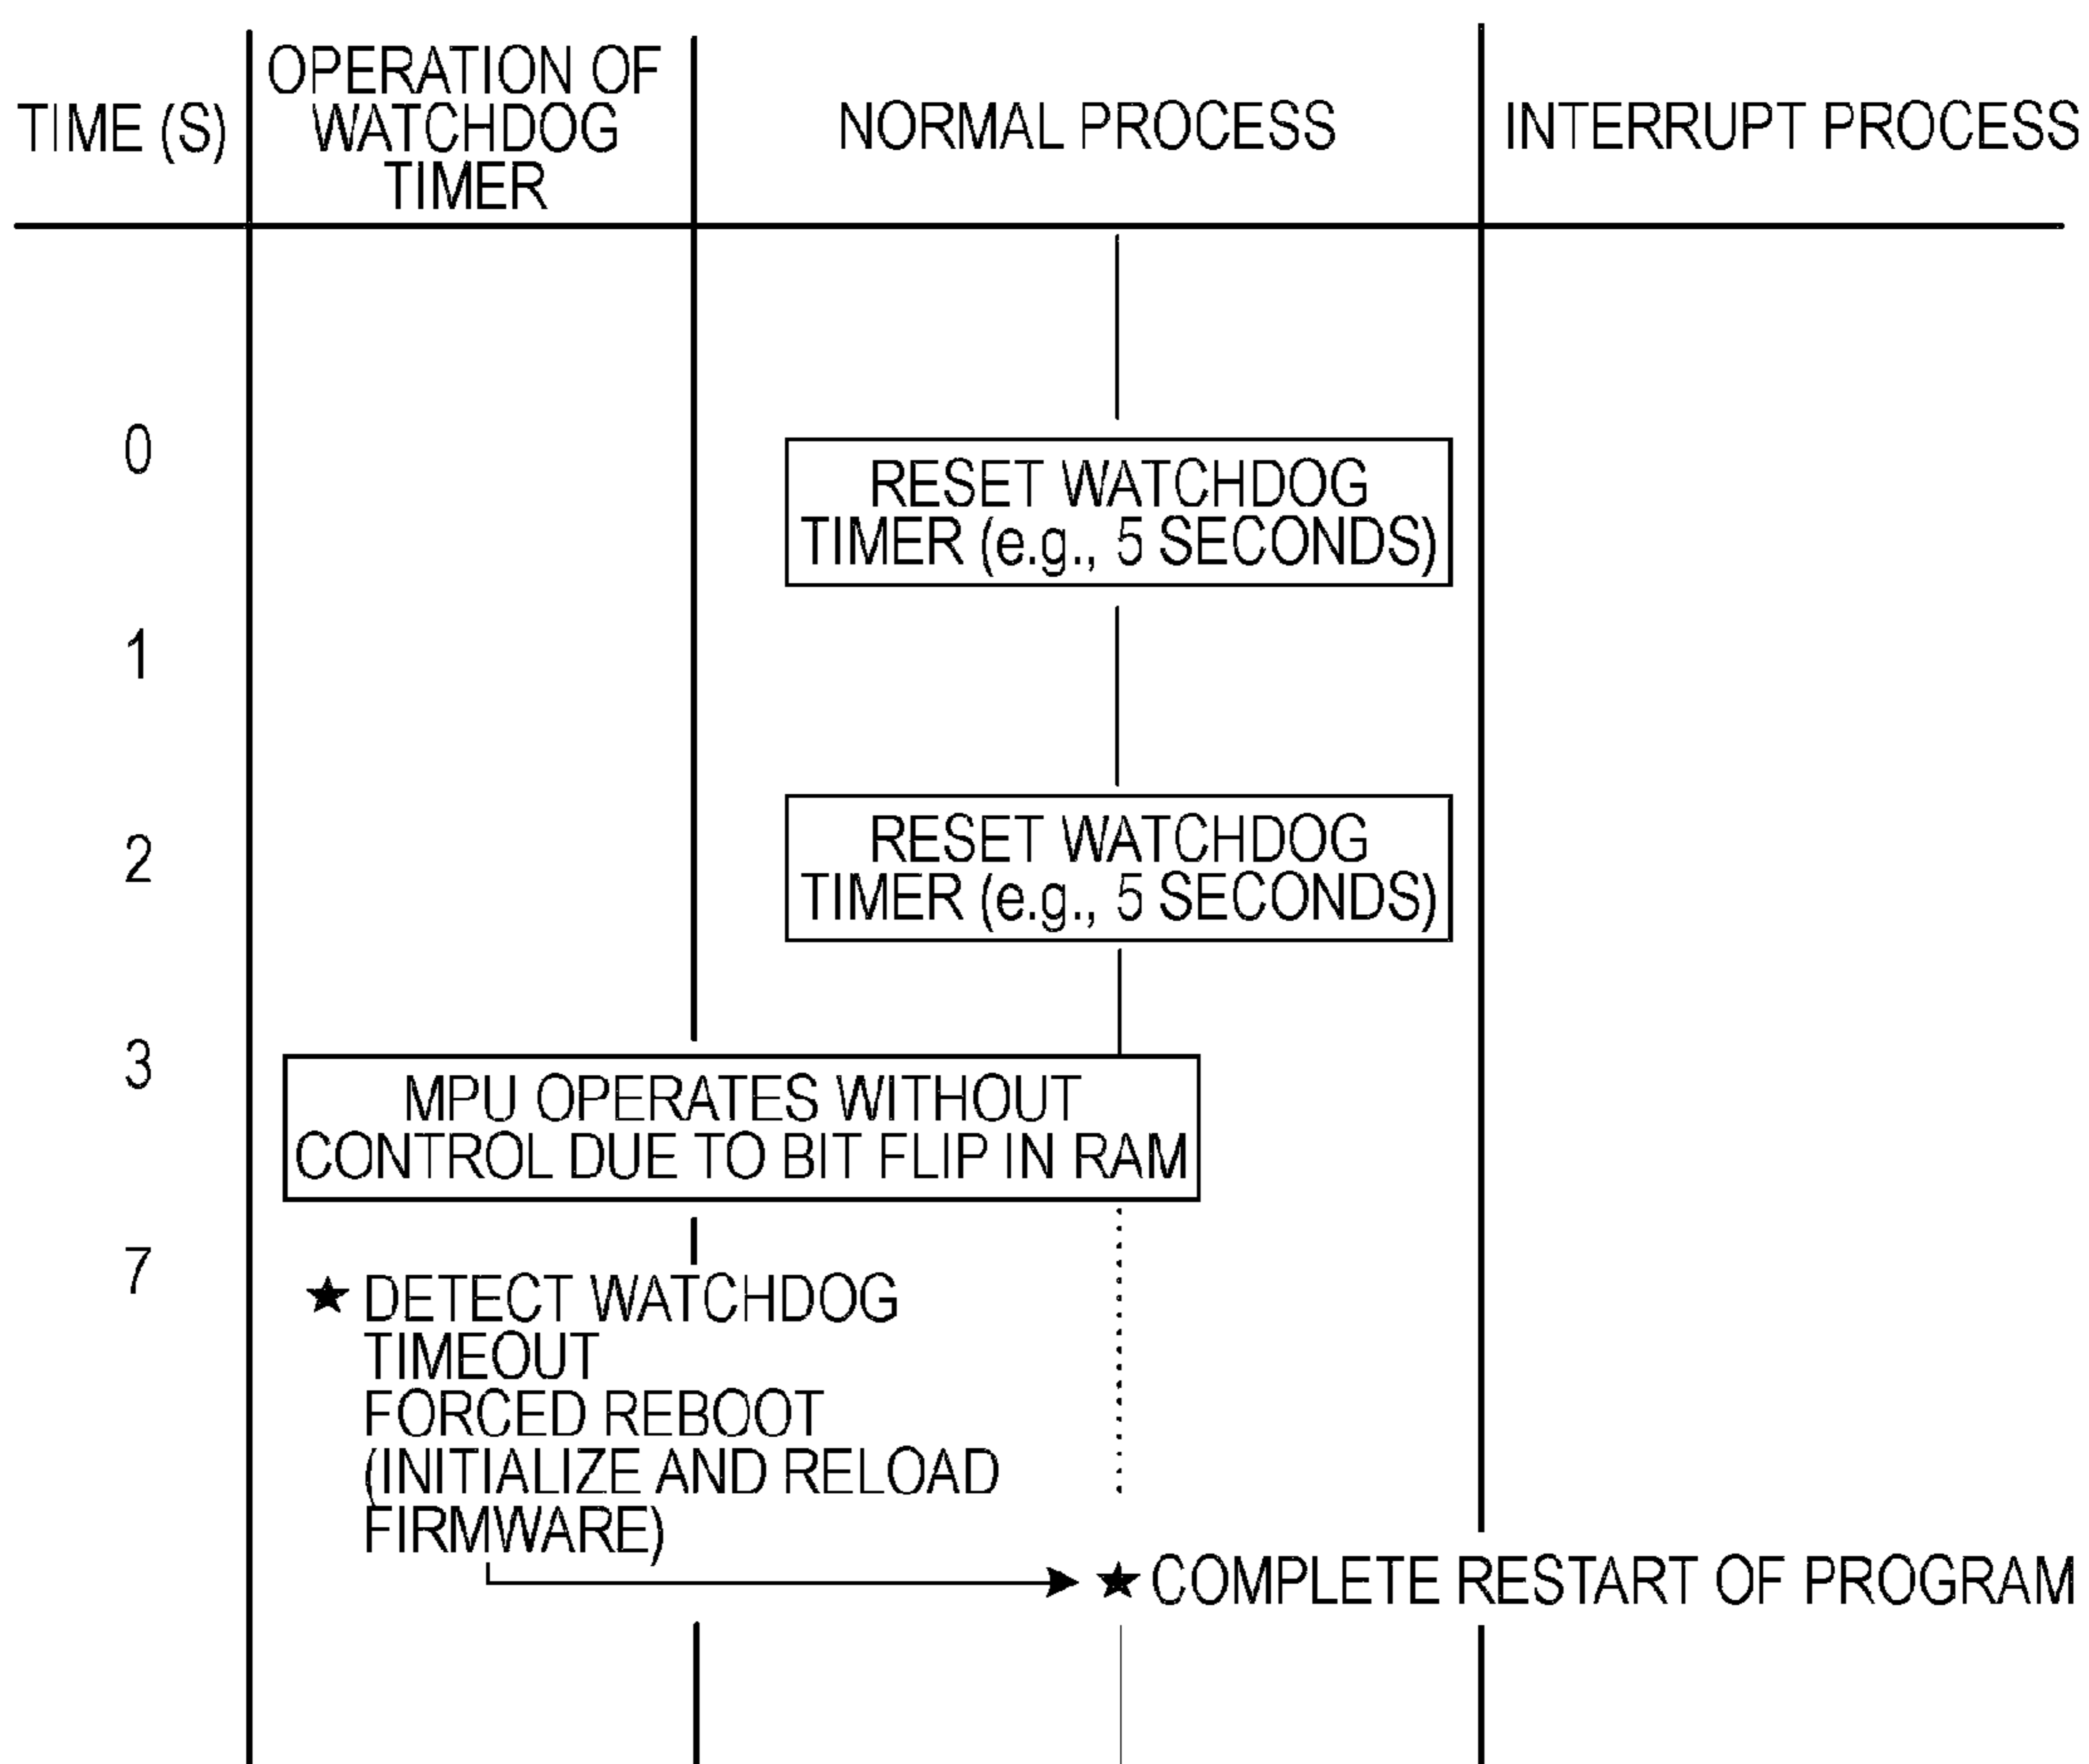 TIME (S)
OPERATION OF
WATCHDOG
TIMER
NORMAL PROCESS
INTERRUPT PROCESS
0
RESET WATCHDOG
TIMER (e.g., 5 SECONDS)
1
2
RESET WATCHDOG
TIMER (e.g., 5 SECONDS)
3
MPU OPERATES WITHOUT
CONTROL DUE TO BIT FLIP IN RAM
7
★ DETECT WATCHDOG
TIMEOUT
FORCED REBOOT
(INITIALIZE AND RELOAD
FIRMWARE)
★ COMPLETE RESTART OF PROGRAM